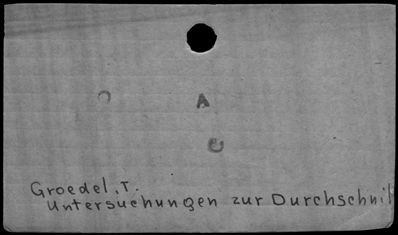 A
Groedel, T.
Untersuchungen zur Durchschnit